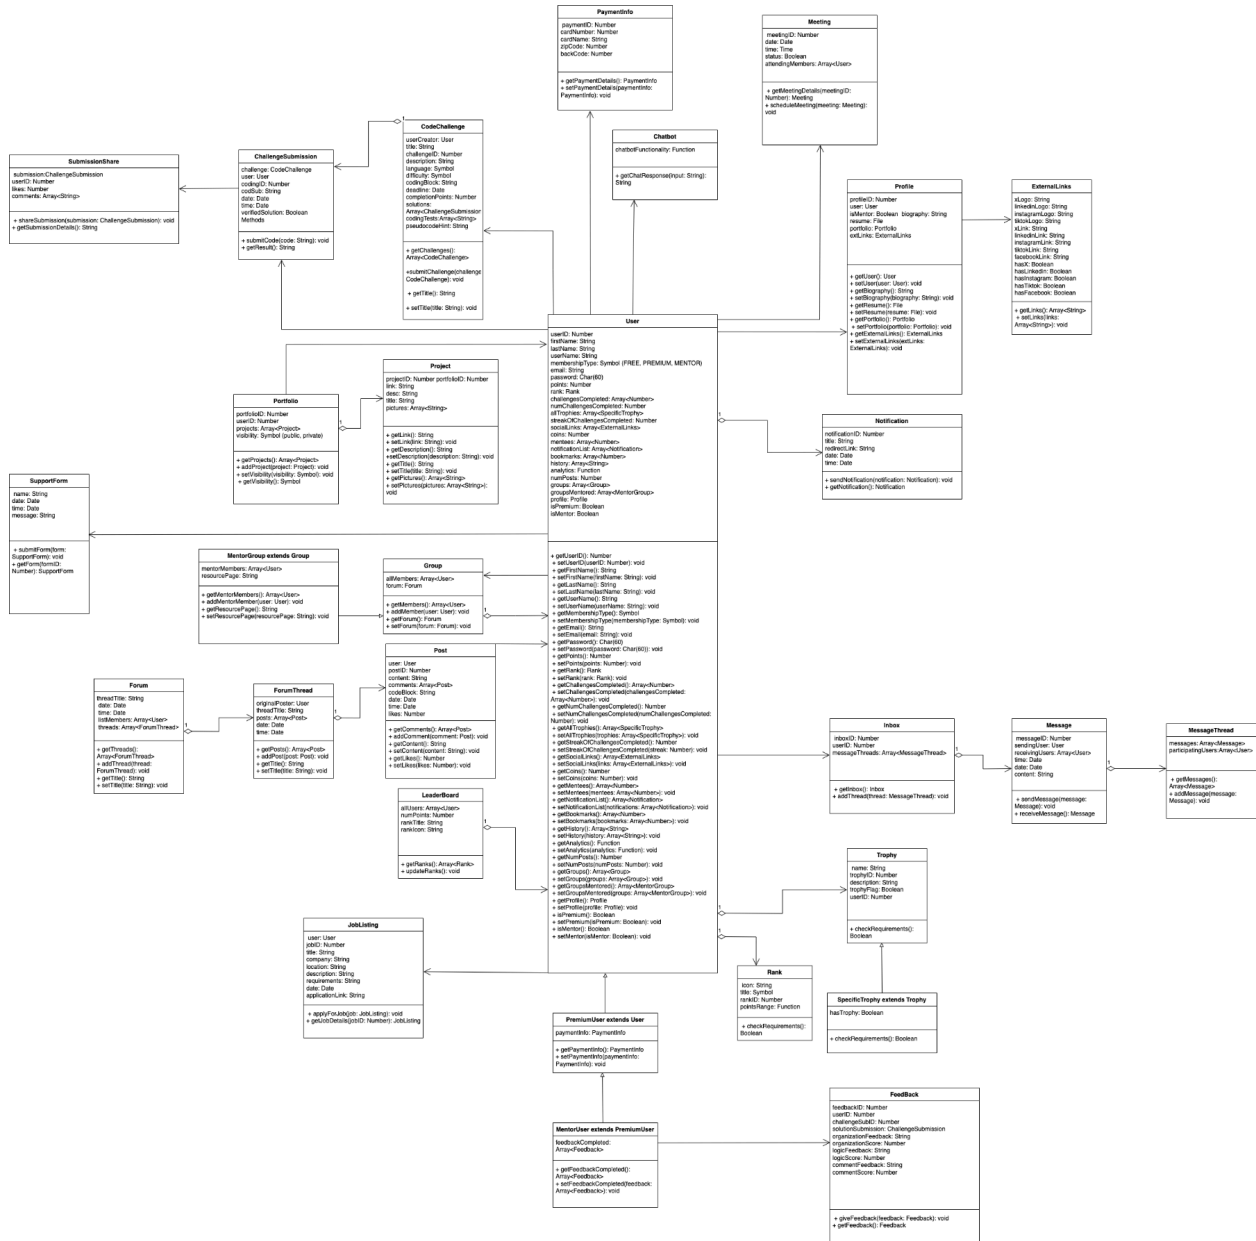 PaymentInfo
paymentID: Number
cardNumber: Number
cardName: String
zipCode: Number
backCode: Number
+ getPaymentDetails(): PaymentInfo
+ setPaymentDetails(paymentInfo:
PaymentInfo): void
Meeting
meetingID: Number
date: Date
time: Time
status: Boolean
attendingMembers: Array<User>
+ getMeetingDetails(meetingID:
Number): Meeting
+ scheduleMeeting(meeting: Meeting):
void
CodeChallenge
userCreator: User
title: String
challengeID: Number
description: String
language: Symbol
difficulty: Symbol
codingBlock: String
deadline: Date
completionPoints: Number
solutions:
Array<ChallengeSubmission
codingTests:Array<String>
pseudocodeHint: String
+ getChallenges():
Array<CodeChallenge>
+submitChallenge(challenge
CodeChallenge): void
+ getTitle(): String
+ setTitle(title: String): void
1
Chatbot
chatbotFunctionality: Function
+ getChatResponse(input: String):
String
SubmissionShare
submission:ChallengeSubmission
userID: Number
likes: Number
comments: Array<String>
+ shareSubmission(submission: ChallengeSubmission): void
+ getSubmissionDetails(): String
ChallengeSubmission
challenge: CodeChallenge
user: User
codingID: Number
codSub: String
date: Date
time: Date
verifiedSolution: Boolean
Methods
+ submitCode(code: String): void
+ getResult(): String
Profile
profileID: Number
user: User
isMentor: Boolean biography: String
resume: File
portfolio: Portfolio
extLinks: ExternalLinks
+ getUser(): User
+ setUser(user: User): void
+ getBiography(): String
+ setBiography(biography: String): void
+ getResume(): File
+ setResume(resume: File): void
+ getPortfolio(): Portfolio
+ setPortfolio(portfolio: Portfolio): void
+ getExternalLinks(): ExternalLinks
+ setExternalLinks(extLinks:
ExternalLinks): void
ExternalLinks
xLogo: String
linkedinLogo: String
instagramLogo: String
tiktokLogo: String
xLink: String
linkedinLink: String
instagramLink: String
tiktokLink: String
facebookLink: String
hasX: Boolean
hasLinkedin: Boolean
hasInstagram: Boolean
hasTiktok: Boolean
hasFacebook: Boolean
+ getLinks(): Array<String>
+ setLinks(links:
Array<String>): void
User
userID: Number
firstName: String
lastName: String
userName: String
membershipType: Symbol (FREE, PREMIUM, MENTOR)
email: String
password: Char(60)
points: Number
rank: Rank
challengesCompleted: Array<Number>
numChallengesCompleted: Number
allTrophies: Array<SpecificTrophy>
streakOfChallengesCompleted: Number
socialLinks: Array<ExternalLinks>
coins: Number
mentees: Array<Number>
notificationList: Array<Notification>
bookmarks: Array<Number>
history: Array<String>
analytics: Function
numPosts: Number
groups: Array<Group>
groupsMentored: Array<MentorGroup>
profile: Profile
isPremium: Boolean
isMentor: Boolean
+ getUserID(): Number
+ setUserID(userID: Number): void
+ getFirstName(): String
+ setFirstName(firstName: String): void
+ getLastName(): String
+ setLastName(lastName: String): void
+ getUserName(): String
+ setUserName(userName: String): void
+ getMembershipType(): Symbol
+ setMembershipType(membershipType: Symbol): void
+ getEmail(): String
+ setEmail(email: String): void
+ getPassword(): Char(60)
+ setPassword(password: Char(60)): void
+ getPoints(): Number
+ setPoints(points: Number): void
+ getRank(): Rank
+ setRank(rank: Rank): void
+ getChallengesCompleted(): Array<Number>
+ setChallengesCompleted(challengesCompleted:
Array<Number>): void
+ getNumChallengesCompleted(): Number
+ setNumChallengesCompleted(numChallengesCompleted:
Number): void
+ getAllTrophies(): Array<SpecificTrophy>
+ setAllTrophies(trophies: Array<SpecificTrophy>): void
+ getStreakOfChallengesCompleted(): Number
+ setStreakOfChallengesCompleted(streak: Number): void
+ getSocialLinks(): Array<ExternalLinks>
+ setSocialLinks(links: Array<ExternalLinks>): void
+ getCoins(): Number
+ setCoins(coins: Number): void
+ getMentees(): Array<Number>
+ setMentees(mentees: Array<Number>): void
+ getNotificationList(): Array<Notification>
+ setNotificationList(notifications: Array<Notification>): void
+ getBookmarks(): Array<Number>
+ setBookmarks(bookmarks: Array<Number>): void
+ getHistory(): Array<String>
+ setHistory(history: Array<String>): void
+ getAnalytics(): Function
+ setAnalytics(analytics: Function): void
+ getNumPosts(): Number
+ setNumPosts(numPosts: Number): void
+ getGroups(): Array<Group>
+ setGroups(groups: Array<Group>): void
+ getGroupsMentored(): Array<MentorGroup>
+ setGroupsMentored(groups: Array<MentorGroup>): void
+ getProfile(): Profile
+ setProfile(profile: Profile): void
+ isPremium(): Boolean
+ setPremium(isPremium: Boolean): void
+ isMentor(): Boolean
+ setMentor(isMentor: Boolean): void
1
1
1
Project
projectID: Number portfolioID: Number
link: String
desc: String
title: String
pictures: Array<String>
+ getLink(): String
+ setLink(link: String): void
+ getDescription(): String
+setDescription(description: String): void
+ getTitle(): String
+ setTitle(title: String): void
+ getPictures(): Array<String>
+ setPictures(pictures: Array<String>):
void
Portfolio
portfolioID: Number
userID: Number
projects: Array<Project>
visibility: Symbol (public, private)
+ getProjects(): Array<Project>
+ addProject(project: Project): void
+ setVisibility(visibility: Symbol): void
+ getVisibility(): Symbol
1
Notification
notificationID: Number
title: String
redirectLink: String
date: Date
time: Date
+ sendNotification(notification: Notification): void
+ getNotification(): Notification
SupportForm
name: String
date: Date
time: Date
message: String
+ submitForm(form:
SupportForm): void
+ getForm(formID:
Number): SupportForm
MentorGroup extends Group
mentorMembers: Array<User>
resourcePage: String
+ getMentorMembers(): Array<User>
+ addMentorMember(user: User): void
+ getResourcePage(): String
+ setResourcePage(resourcePage: String): void
Group
allMembers: Array<User>
forum: Forum
+ getMembers(): Array<User>
+ addMember(user: User): void
+ getForum(): Forum
+ setForum(forum: Forum): void
1
Post
user: User
postID: Number
content: String
comments: Array<Post>
codeBlock: String
date: Date
time: Date
likes: Number
+ getComments(): Array<Post>
+ addComment(comment: Post): void
+ getContent(): String
+ setContent(content: String): void
+ getLikes(): Number
+ setLikes(likes: Number): void
Forum
threadTitle: String
date: Date
time: Date
listMembers: Array<User>
threads: Array<ForumThread>
+ getThreads():
Array<ForumThread>
+ addThread(thread:
ForumThread): void
+ getTitle(): String
+ setTitle(title: String): void
1
ForumThread
originalPoster: User
threadTitle: String
posts: Array<Post>
date: Date
time: Date
+ getPosts(): Array<Post>
+ addPost(post: Post): void
+ getTitle(): String
+ setTitle(title: String): void
1
Inbox
inboxID: Number
userID: Number
messageThreads: Array<MessageThread>
+ getInbox(): Inbox
+ addThread(thread: MessageThread): void
1
Message
messageID: Number
sendingUser: User
receivingUsers: Array<User>
time: Date
date: Date
content: String
+ sendMessage(message:
Message): void
+ receiveMessage(): Message
1
MessageThread
messages: Array<Message>
participatingUsers: Array<User>
+ getMessages():
Array<Message>
+ addMessage(message:
Message): void
LeaderBoard
allUsers: Array<User>
numPoints: Number
rankTitle: String
rankIcon: String
+ getRanks(): Array<Rank>
+ updateRanks(): void
1
Trophy
name: String
trophyID: Number
description: String
trophyFlag: Boolean
userID: Number
+ checkRequirements():
Boolean
JobListing
user: User
jobID: Number
title: String
company: String
location: String
description: String
requirements: String
date: Date
applicationLink: String
+ applyForJob(job: JobListing): void
+ getJobDetails(jobID: Number): JobListing
Rank
icon: String
title: Symbol
rankID: Number
pointsRange: Function
+ checkRequirements():
Boolean
SpecificTrophy extends Trophy
hasTrophy: Boolean
+ checkRequirements(): Boolean
PremiumUser extends User
paymentInfo: PaymentInfo
+ getPaymentInfo(): PaymentInfo
+ setPaymentInfo(paymentInfo:
PaymentInfo): void
MentorUser extends PremiumUser
feedbackCompleted:
Array<Feedback>
+ getFeedbackCompleted():
Array<Feedback>
+ setFeedbackCompleted(feedback:
Array<Feedback>): void
FeedBack
feedbackID: Number
userID: Number
challengeSubID: Number
solutionSubmission: ChallengeSubmission
organizationFeedback: String
organizationScore: Number
logicFeedback: String
logicScore: Number
commentFeedback: String
commentScore: Number
+ giveFeedback(feedback: Feedback): void
+ getFeedback(): Feedback